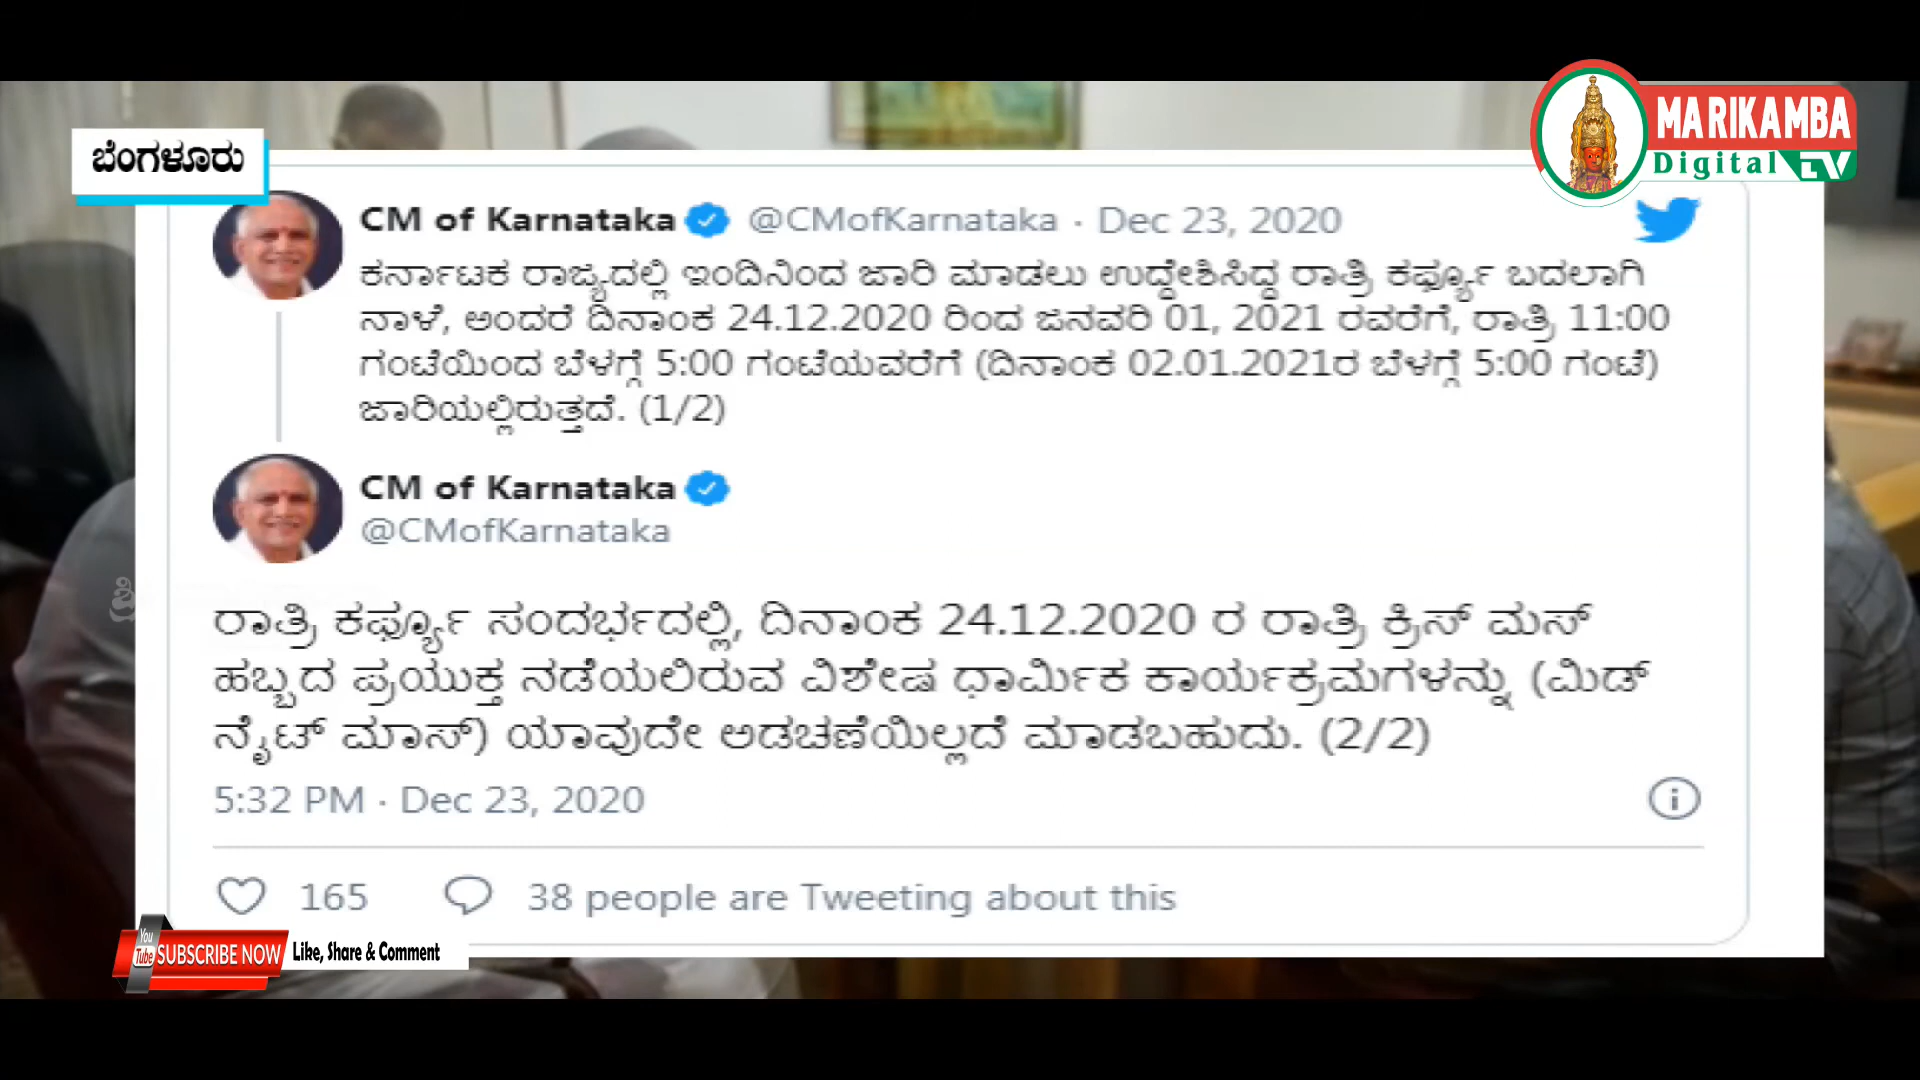 MARIKAMBA
Digital TV
ಬೆಂಗಳೂರು
CM of Karnataka @CMofKarnataka · Dec 23, 2020
ಕರ್ನಾಟಕ ರಾಜ್ಯದಲ್ಲಿ ಇಂದಿನಿಂದ ಜಾರಿ ಮಾಡಲು ಉದ್ದೇಶಿಸಿದ್ದ ರಾತ್ರಿ ಕರ್ಫ್ಯೂ ಬದಲಾಗಿ
ನಾಳೆ, ಅಂದರೆ ದಿನಾಂಕ 24.12.2020 ರಿಂದ ಜನವರಿ 01, 2021 ರವರೆಗೆ, ರಾತ್ರಿ 11:00
ಗಂಟೆಯಿಂದ ಬೆಳಗ್ಗೆ 5:00 ಗಂಟೆಯವರೆಗೆ (ದಿನಾಂಕ 02.01.2021ರ ಬೆಳಗ್ಗೆ 5:00 ಗಂಟೆ)
ಜಾರಿಯಲ್ಲಿರುತ್ತದೆ. (1/2)
CM of Karnataka
@CMofKarnataka
ರಾತ್ರಿ ಕರ್ಫ್ಯೂ ಸಂದರ್ಭದಲ್ಲಿ, ದಿನಾಂಕ 24.12.2020 ರ ರಾತ್ರಿ ಕ್ರಿಸ್ ಮಸ್
ಹಬ್ಬದ ಪ್ರಯುಕ್ತ ನಡೆಯಲಿರುವ ವಿಶೇಷ ಧಾರ್ಮಿಕ ಕಾರ್ಯಕ್ರಮಗಳನ್ನು (ಮಿಡ್
ನೈಟ್ ಮಾಸ್) ಯಾವುದೇ ಅಡಚಣೆಯಿಲ್ಲದೆ ಮಾಡಬಹುದು. (2/2)
5:32 PM · Dec 23, 2020
165 38 people are Tweeting about this
You
Tube SUBSCRIBE NOW Like, Share & Comment